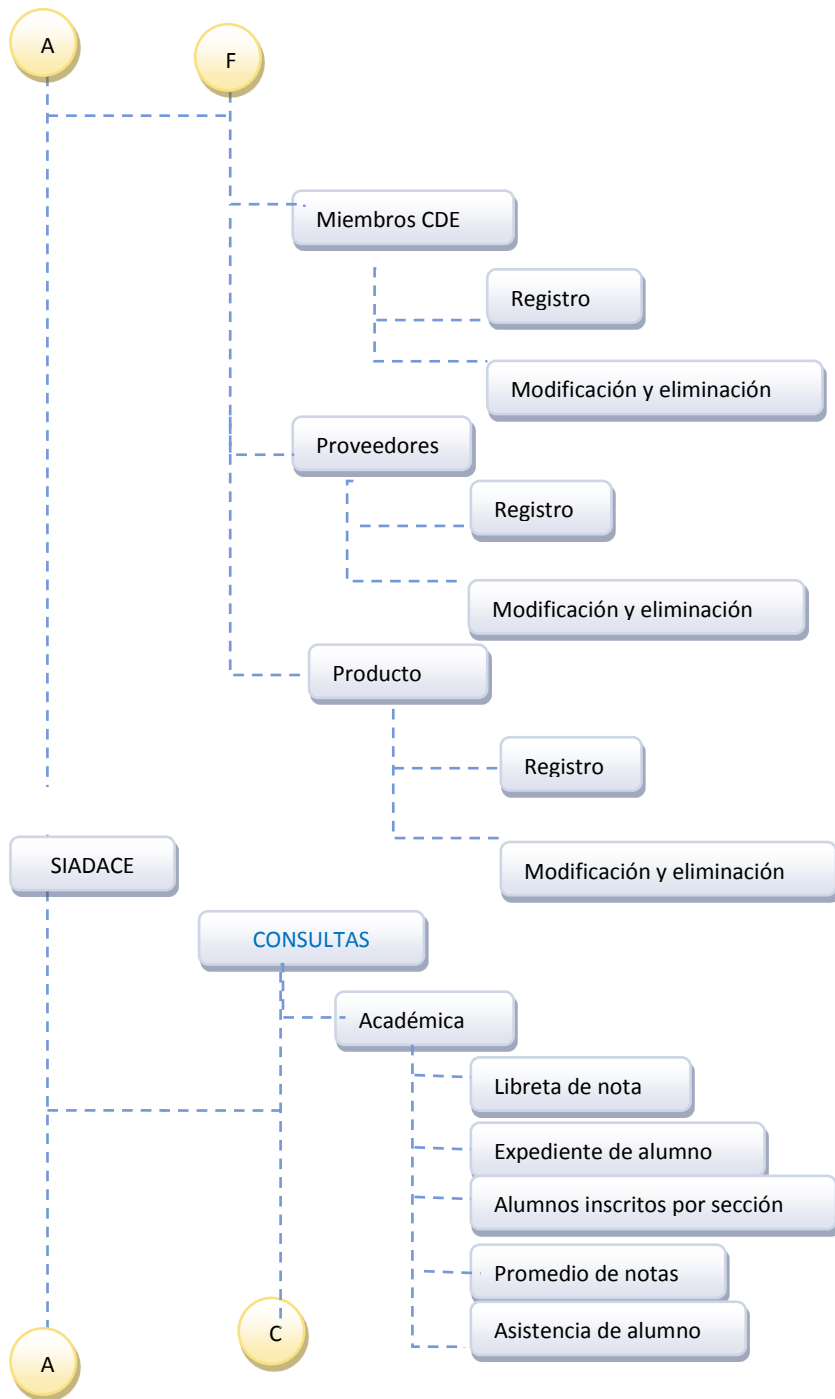 A
F
Miembros CDE
Registro
Modificación y eliminación
Proveedores
Registro
Modificación y eliminación
Producto
Registro
SIADACE
Modificación y eliminación
CONSULTAS
Académica
Libreta de nota
Expediente de alumno
Alumnos inscritos por sección
Promedio de notas
Asistencia de alumno
C
A